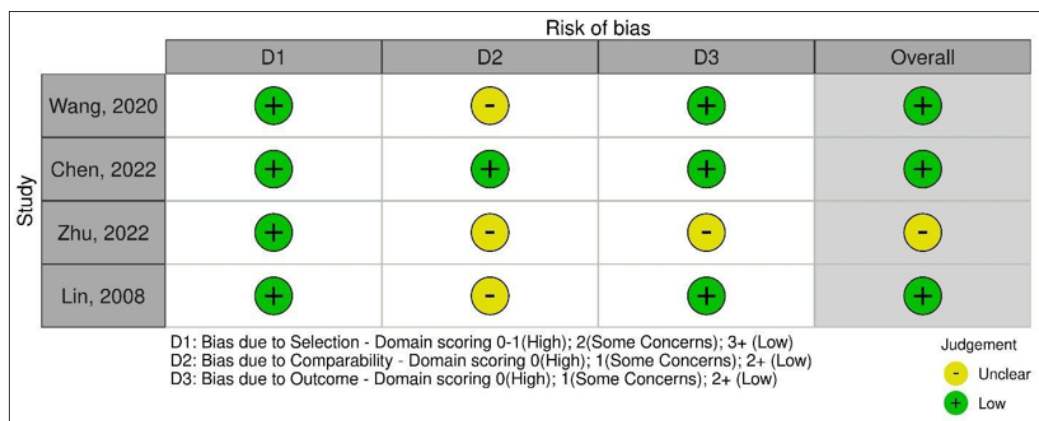 Risk of bias
D1 D2 D3 Overall
Study
Wang, 2020 + - + +
Chen, 2022 + + + +
Zhu, 2022 + - - -
Lin, 2008 + - + +
D1: Bias due to Selection - Domain scoring 0-1(High); 2(Some Concerns); 3+ (Low)
D2: Bias due to Comparability - Domain scoring 0(High); 1(Some Concerns); 2+ (Low)
D3: Bias due to Outcome - Domain scoring 0(High); 1(Some Concerns); 2+ (Low)
Judgement
- Unclear
+ Low